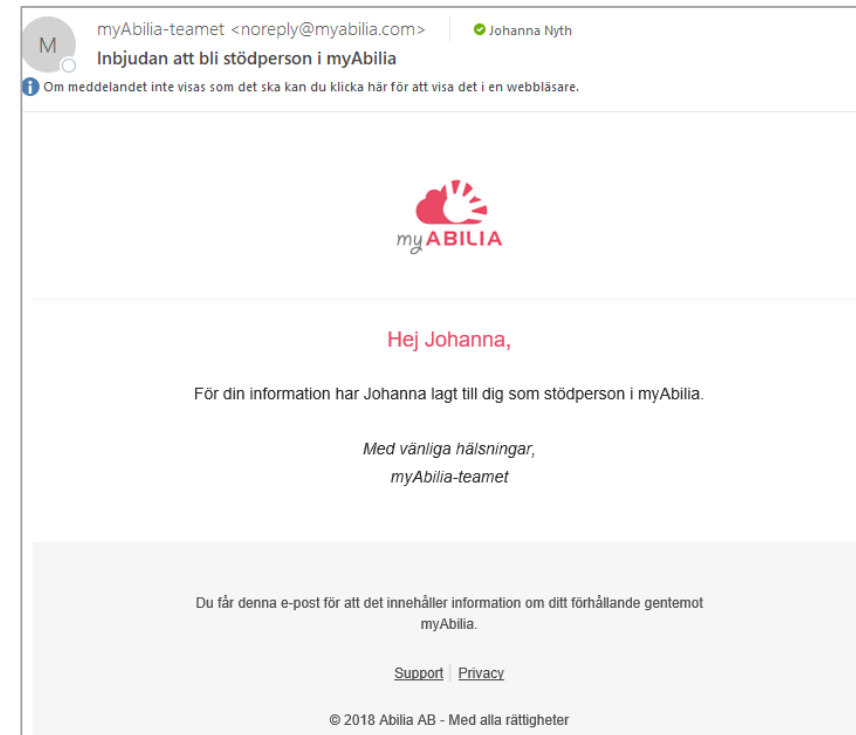 M
myAbilia-teamet <noreply@myabilia.com>
Johanna Nyth
Inbjudan att bli stödperson i myAbilia
Om meddelandet inte visas som det ska kan du klicka här för att visa det i en webbläsare.
myABILIA
Hej Johanna,
För din information har Johanna lagt till dig som stödperson i myAbilia.
Med vänliga hälsningar,
myAbilia-teamet
Du får denna e-post för att det innehåller information om ditt förhållande gentemot
myAbilia.
Support | Privacy
© 2018 Abilia AB - Med alla rättigheter